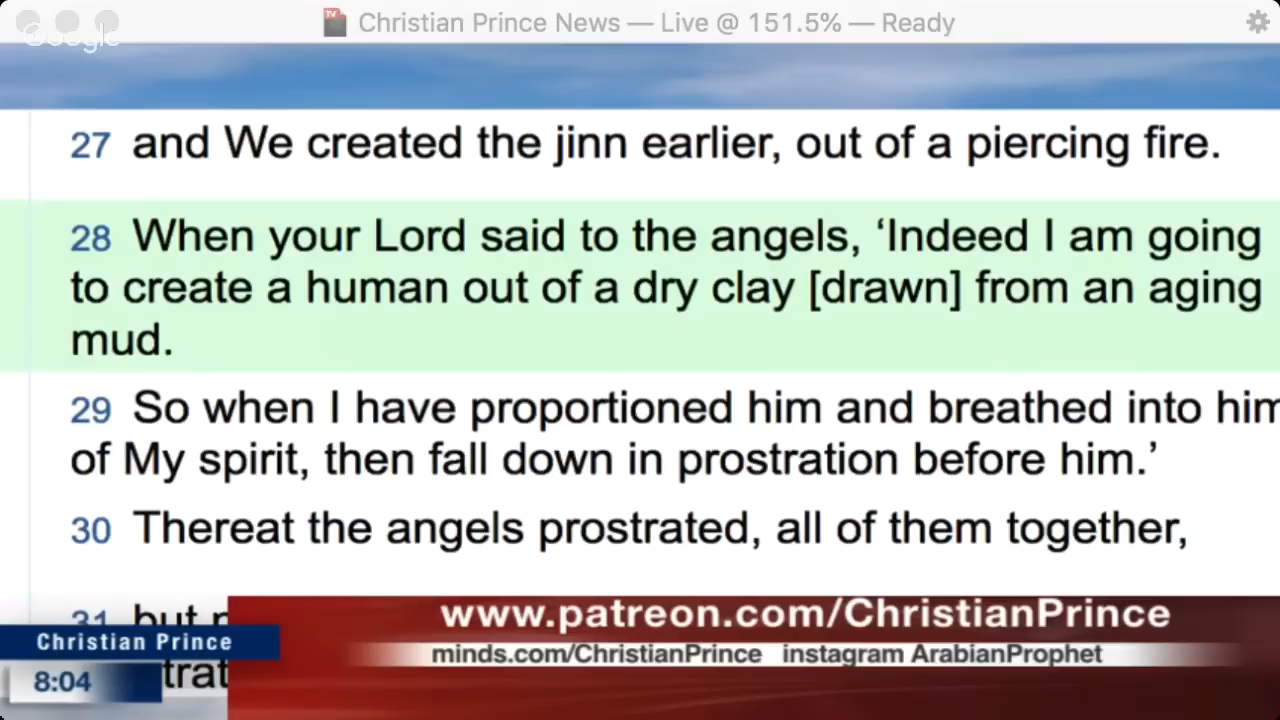 Christian Prince News — Live @ 151.5% — Ready
Google
27 and We created the jinn earlier, out of a piercing fire.
28 When your Lord said to the angels, ‘Indeed I am going
to create a human out of a dry clay [drawn] from an aging
mud.
29 So when I have proportioned him and breathed into him
of My spirit, then fall down in prostration before him.’
30 Thereat the angels prostrated, all of them together,
31 but
www.patreon.com/ChristianPrince
Christian Prince
minds.com/ChristianPrince instagram ArabianProphet
8:04